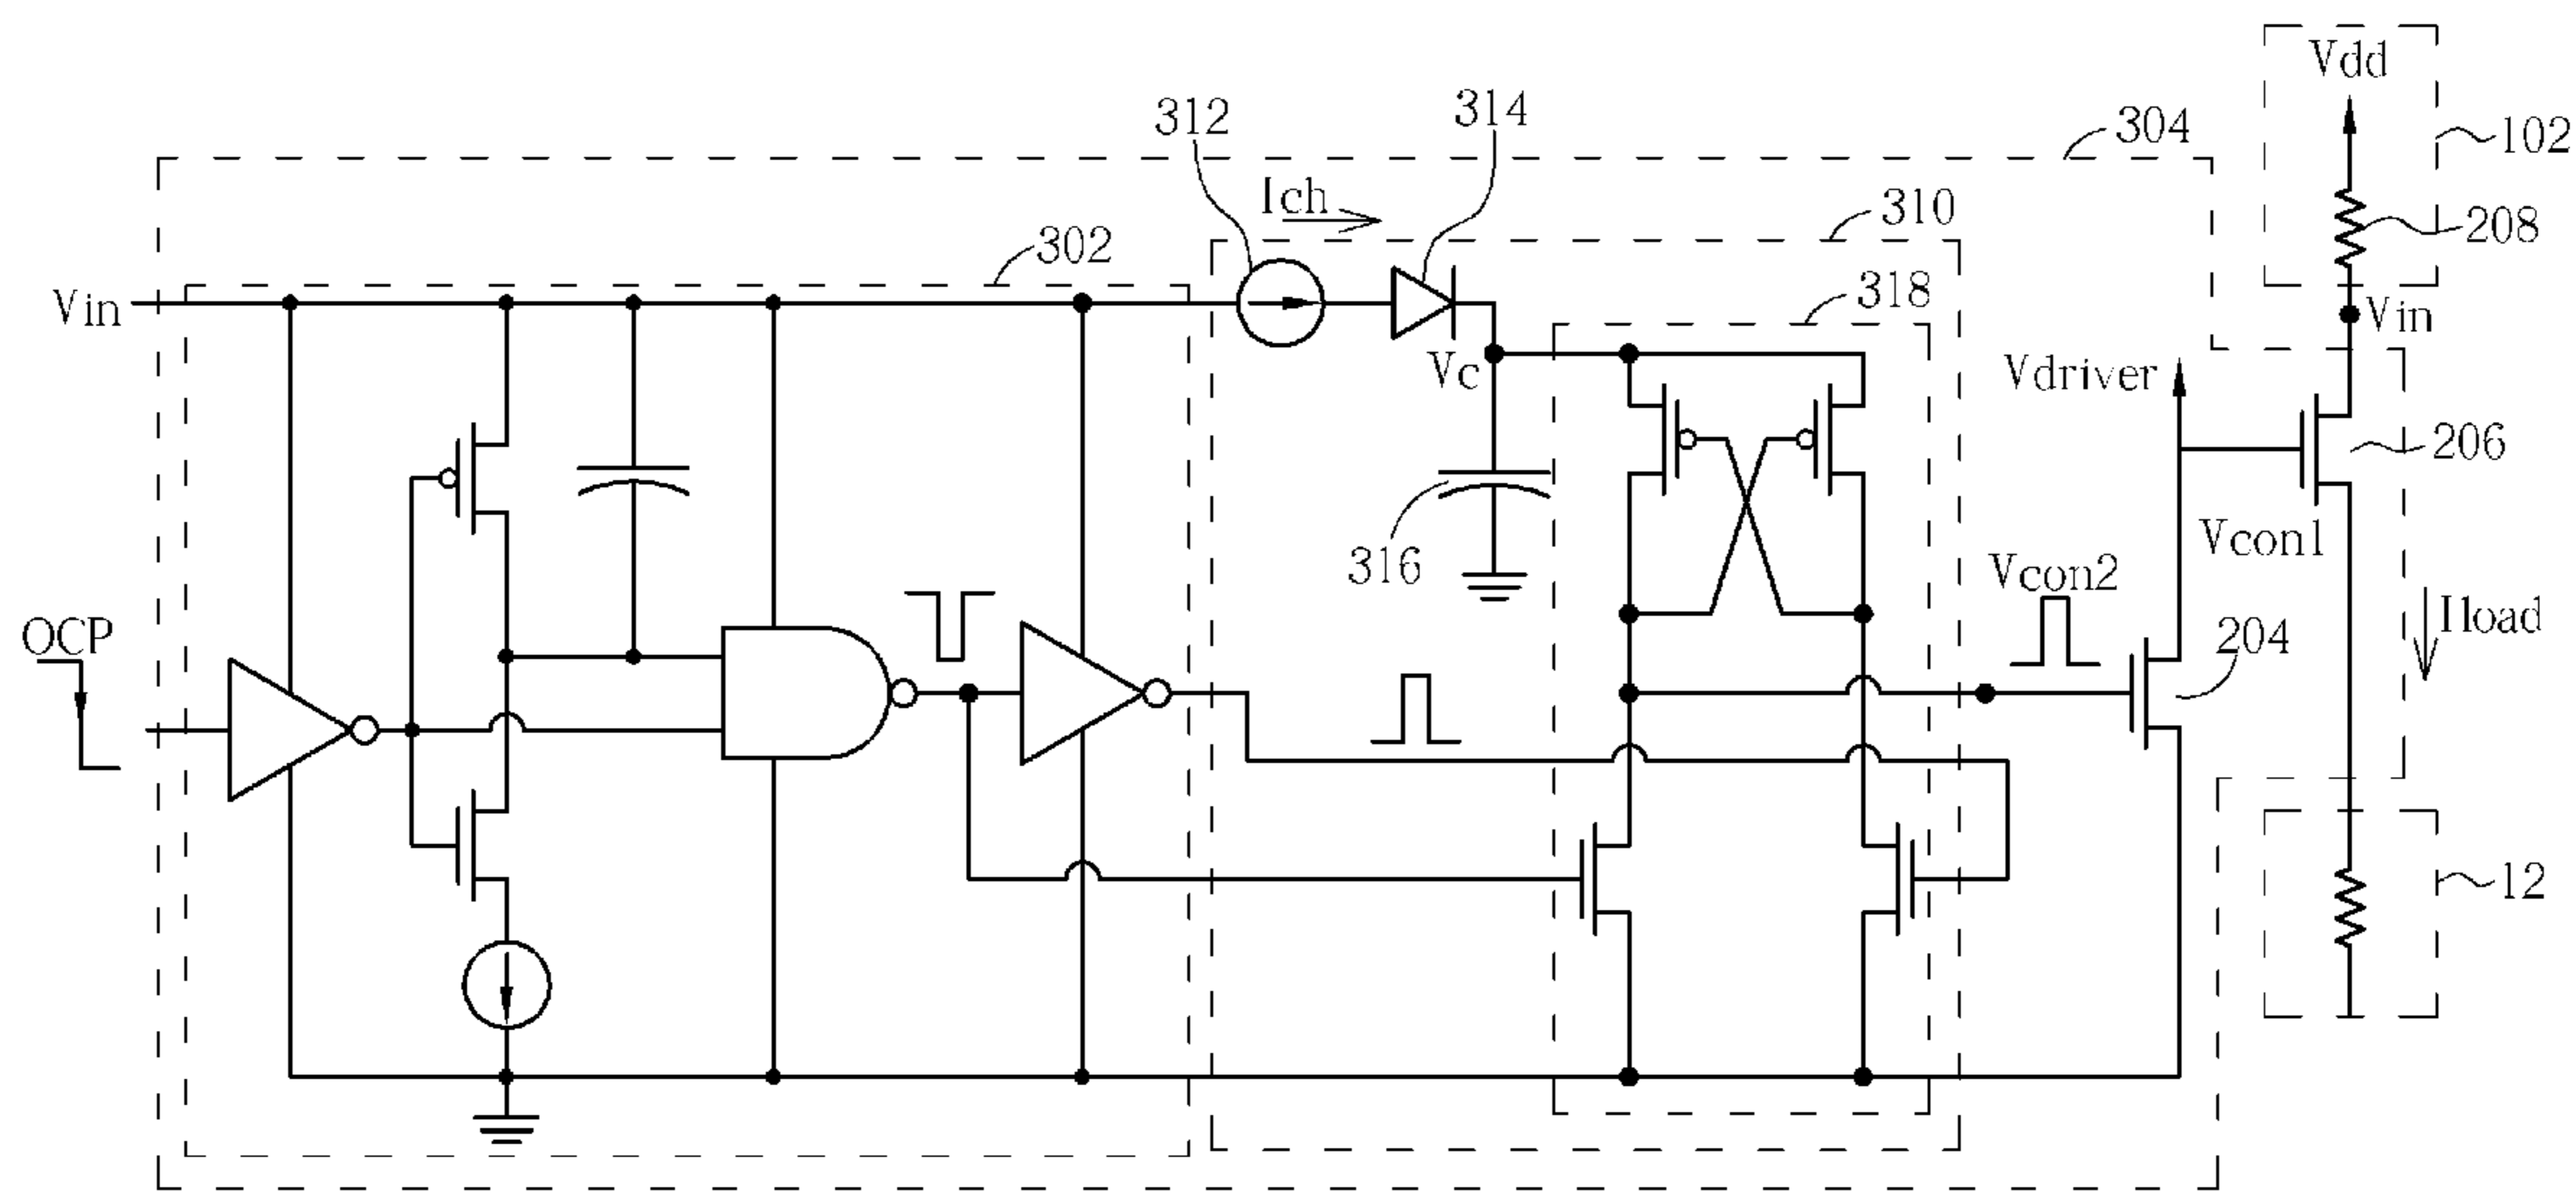 Vdd
102
312
314
304
Ich
310
208
302
318
Vin
Vin
Vc
Vdriver
206
316
Vcon1
Vcon2
OCP
Iload
204
12